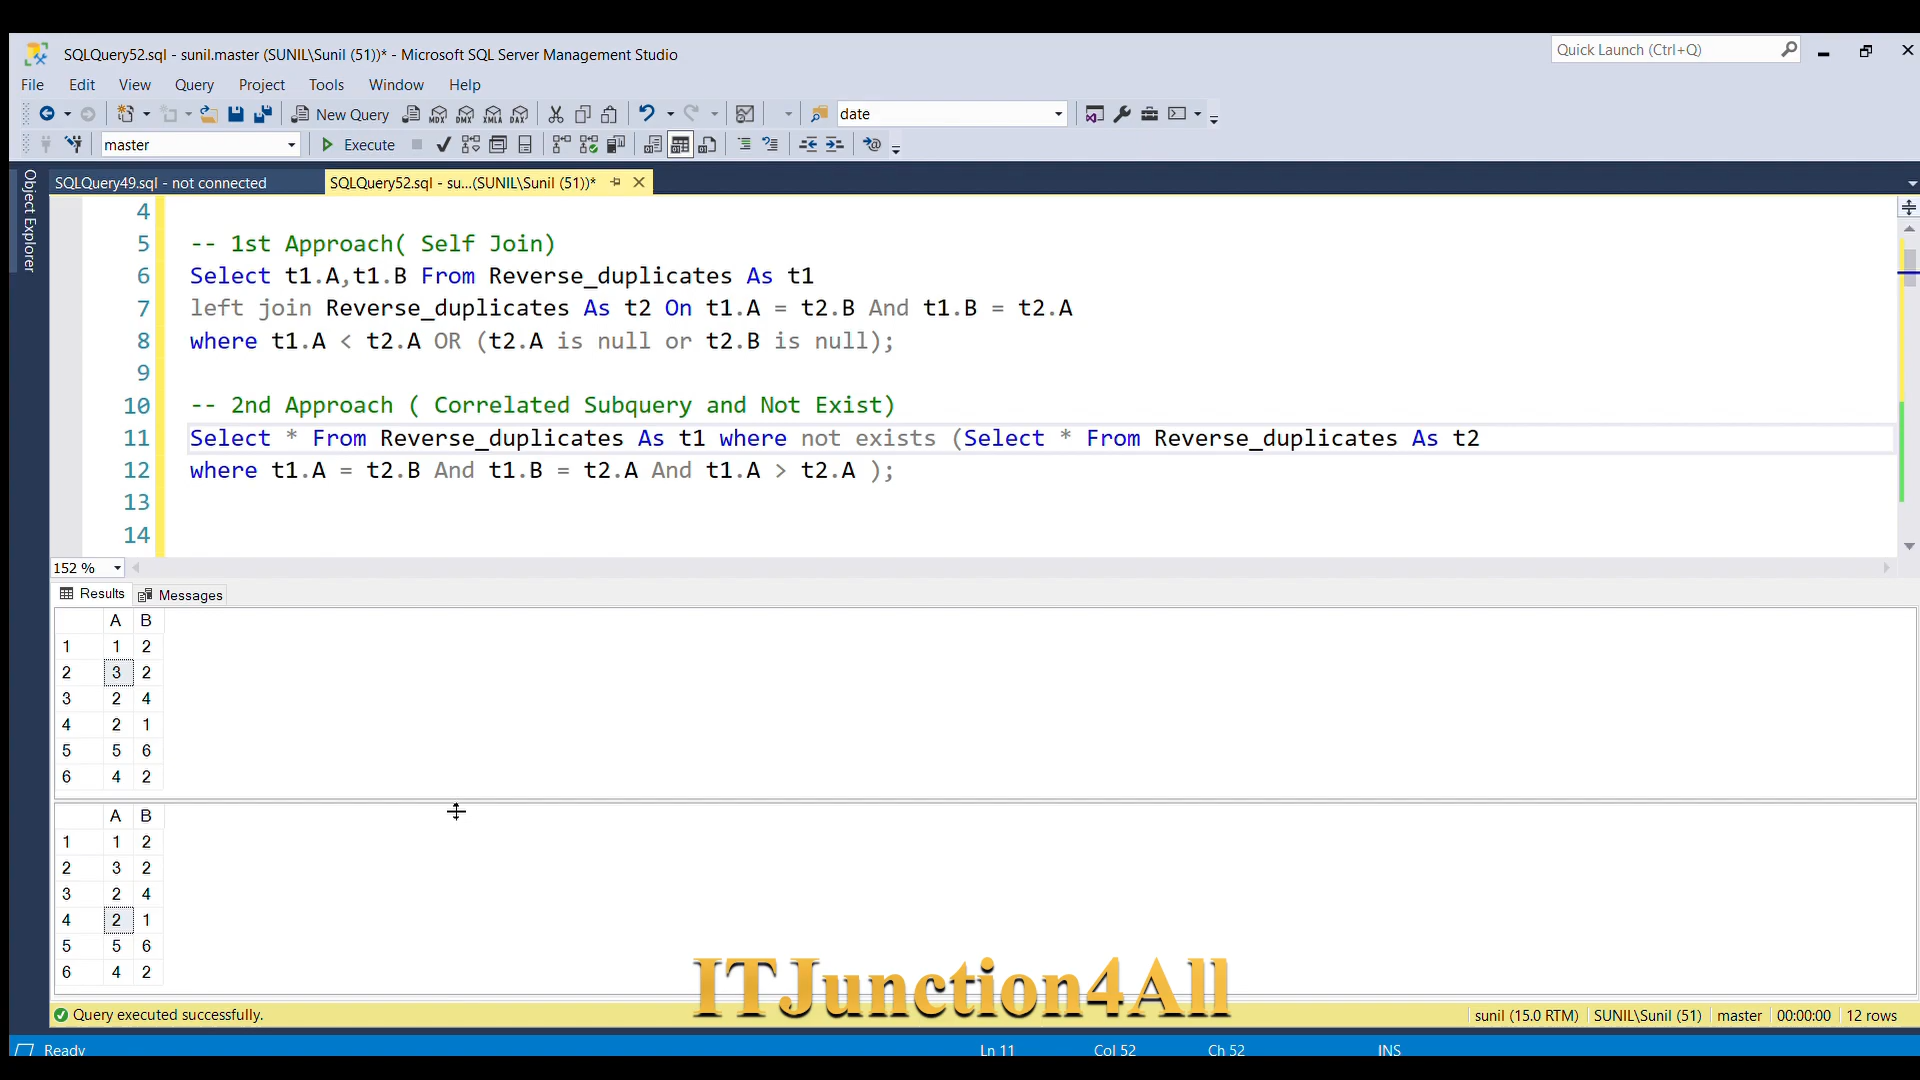 SQLQuery52.sql - sunil.master (SUNIL\Sunil (51))* - Microsoft SQL Server Management Studio
Quick Launch (Ctrl+Q)
File Edit View Query Project Tools Window Help
New Query MDX DMX XMLA DAX date
master Execute
Object Explorer
SQLQuery49.sql - not connected SQLQuery52.sql - su...(SUNIL\Sunil (51))*
4
5 -- 1st Approach( Self Join)
6 Select t1.A,t1.B From Reverse_duplicates As t1
7 left join Reverse_duplicates As t2 On t1.A = t2.B And t1.B = t2.A
8 where t1.A < t2.A OR (t2.A is null or t2.B is null);
9
10 -- 2nd Approach ( Correlated Subquery and Not Exist)
11 Select * From Reverse_duplicates As t1 where not exists (Select * From Reverse_duplicates As t2
12 where t1.A = t2.B And t1.B = t2.A And t1.A > t2.A );
13
14
152 %
Results Messages
A B
1 1 2
2 3 2
3 2 4
4 2 1
5 5 6
6 4 2
A B
1 1 2
2 3 2
3 2 4
4 2 1
5 5 6
6 4 2
ITJunction4All
Query executed successfully. sunil (15.0 RTM) SUNIL\Sunil (51) master 00:00:00 12 rows
Ready Ln 11 Col 52 Ch 52 INS